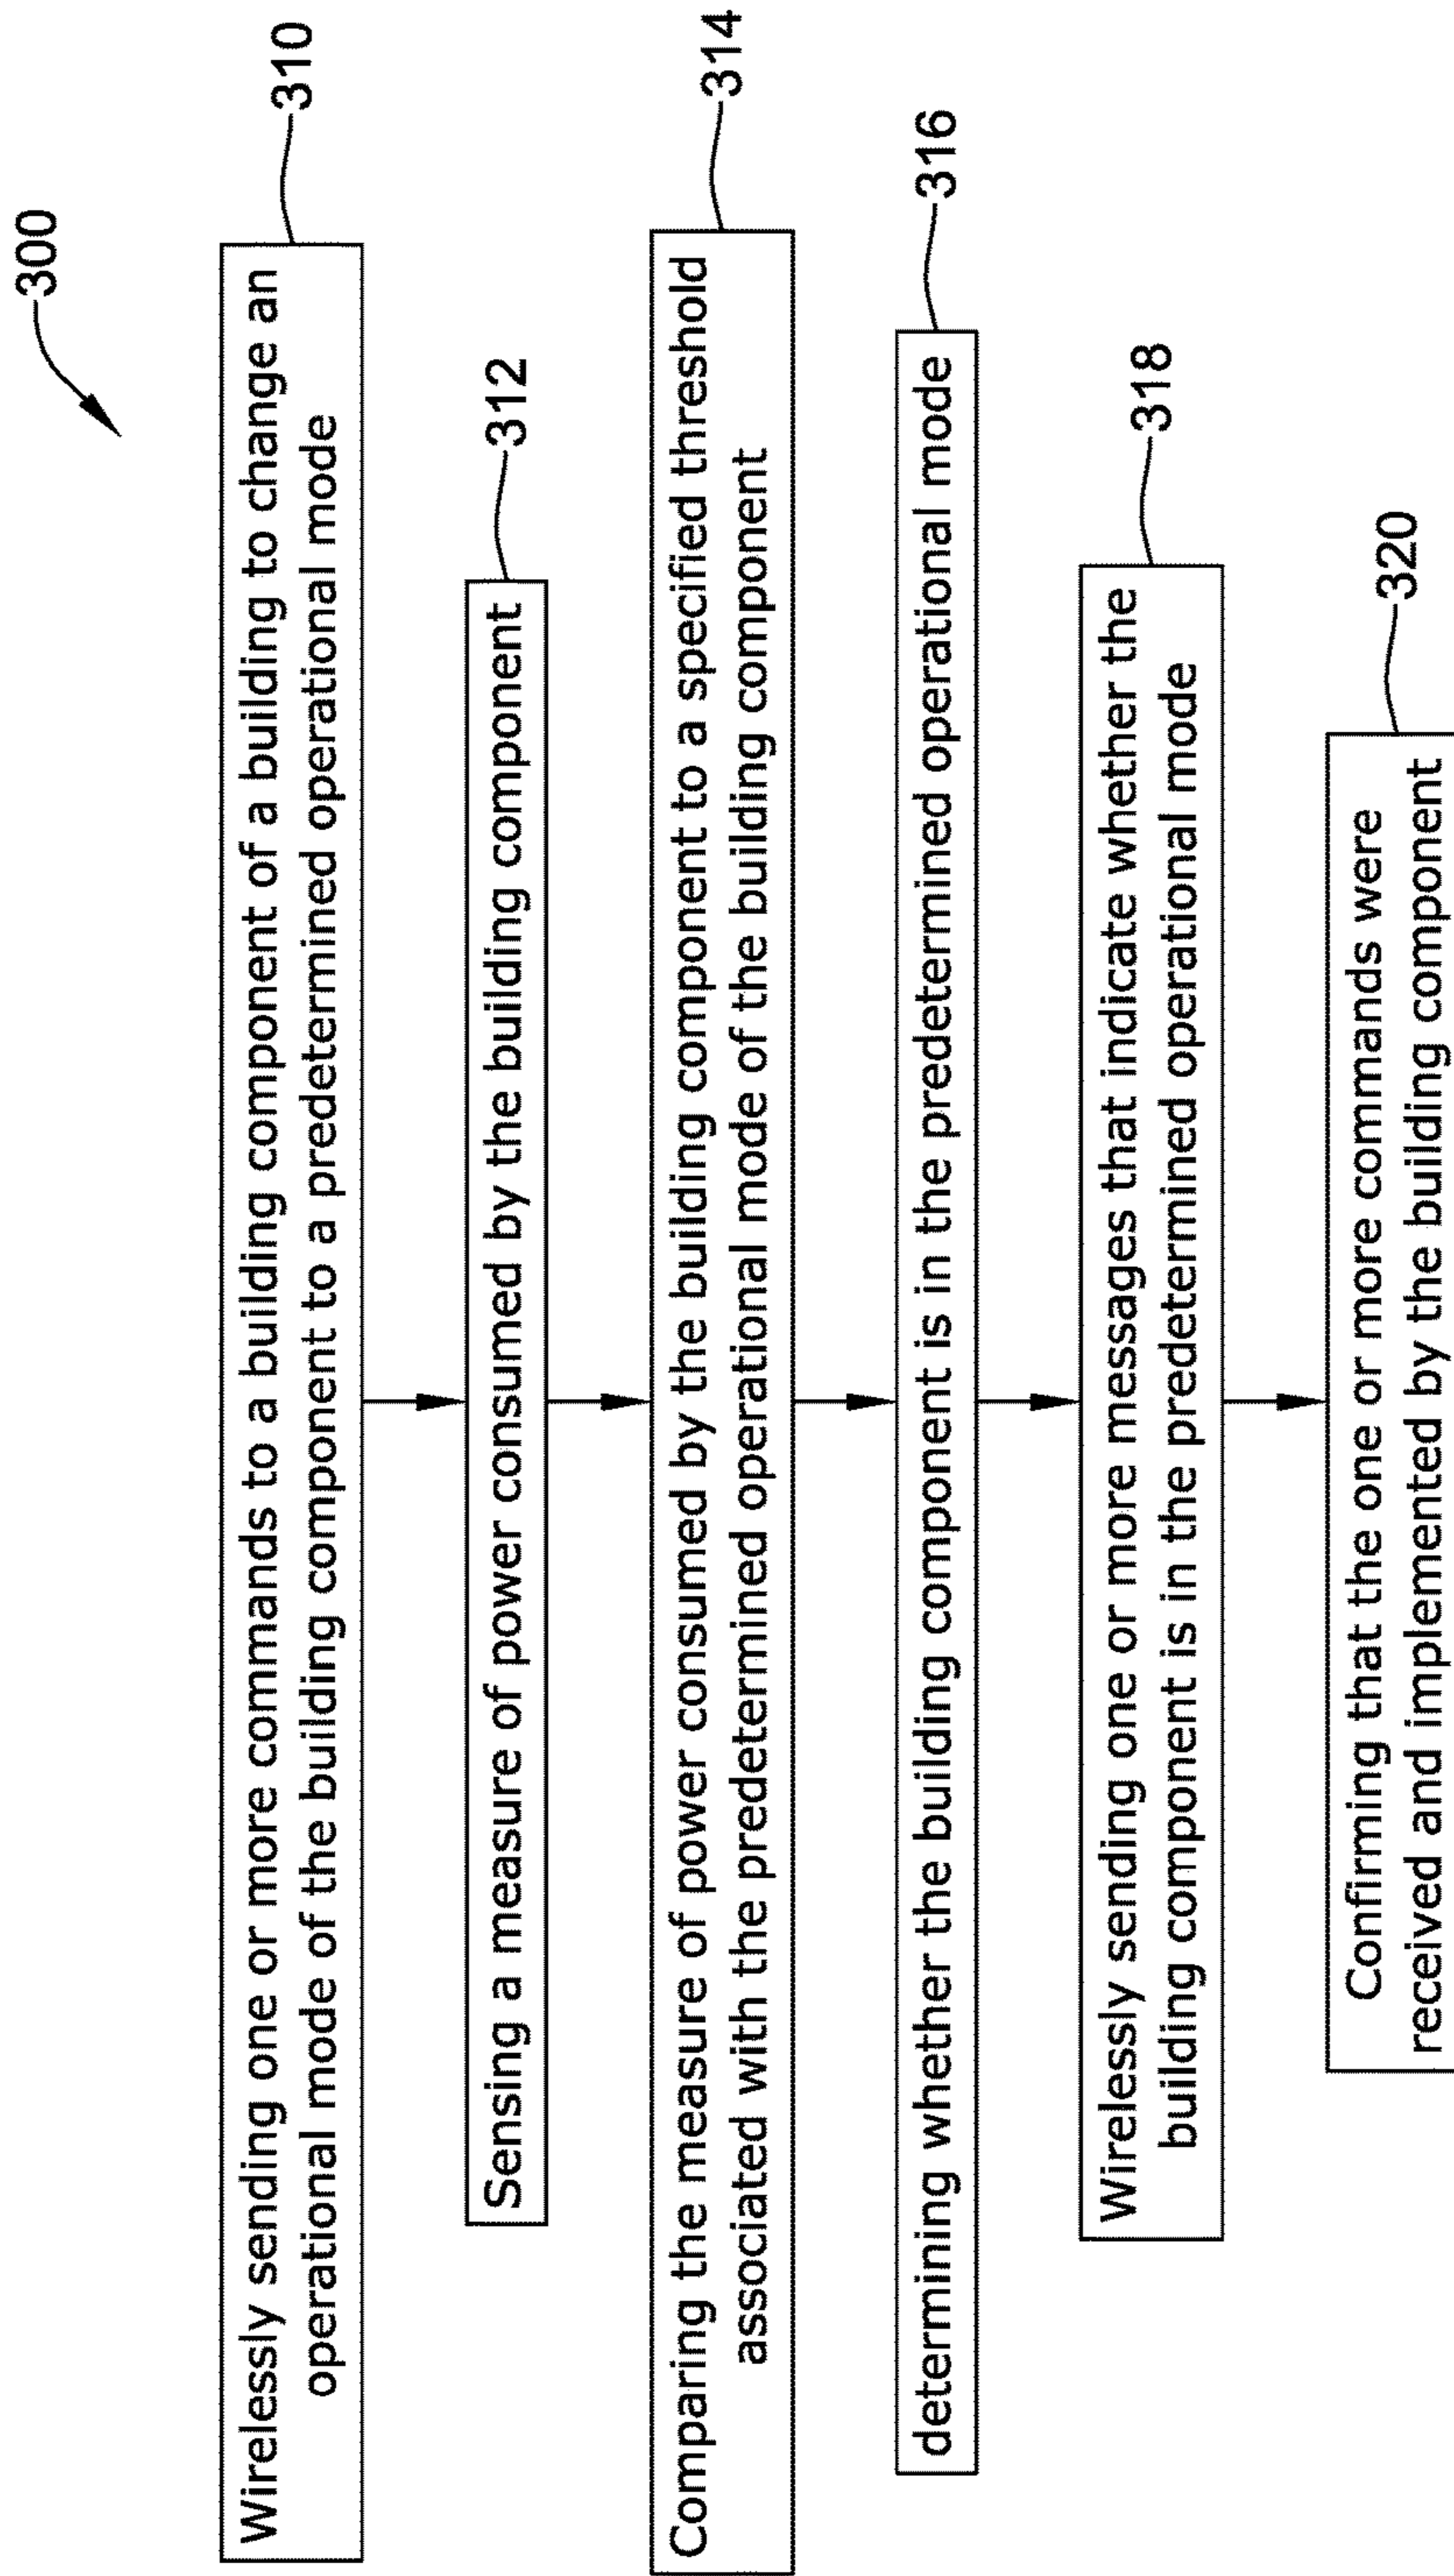 300
Wirelessly sending one or more commands to a building component of a building to change an
operational mode of the building component to a predetermined operational mode
310
Sensing a measure of power consumed by the building component
312
Comparing the measure of power consumed by the building component to a specified threshold
associated with the predetermined operational mode of the building component
314
determining whether the building component is in the predetermined operational mode
316
Wirelessly sending one or more messages that indicate whether the
building component is in the predetermined operational mode
318
Confirming that the one or more commands were
received and implemented by the building component
320